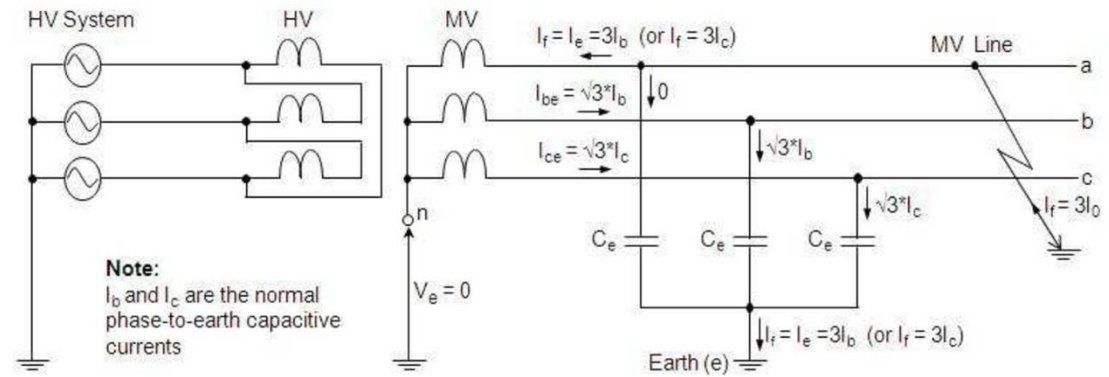 HV System
HV
MV
I_f = I_e =3I_b (or I_f = 3I_c)
MV Line
a
0
I_be = √3*I_b
b
√3*I_b
I_ce = √3*I_c
c
√3*I_c
I_f = 3I_0
n
C_e
C_e
C_e
V_e = 0
Note:
I_b and I_c are the normal
phase-to-earth capacitive
currents
I_f = I_e =3I_b (or I_f = 3I_c)
Earth (e)